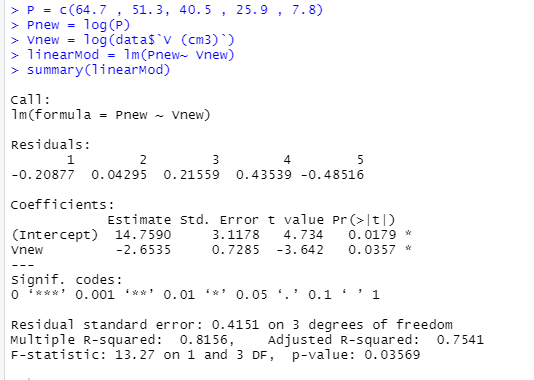 > P = c(64.7 , 51.3, 40.5 , 25.9 , 7.8)
> Pnew = log(P)
> Vnew = log(data$`V (cm3)`)
> linearMod = lm(Pnew~ Vnew)
> summary(linearMod)
Call:
lm(formula = Pnew ~ Vnew)
Residuals:
1 2 3 4 5
-0.20877 0.04295 0.21559 0.43539 -0.48516
Coefficients:
Estimate Std. Error t value Pr(>|t|)
(Intercept) 14.7590 3.1178 4.734 0.0179 *
Vnew -2.6535 0.7285 -3.642 0.0357 *
---
Signif. codes:
0 ‘***’ 0.001 ‘**’ 0.01 ‘*’ 0.05 ‘.’ 0.1 ‘ ’ 1
Residual standard error: 0.4151 on 3 degrees of freedom
Multiple R-squared: 0.8156, Adjusted R-squared: 0.7541
F-statistic: 13.27 on 1 and 3 DF, p-value: 0.03569